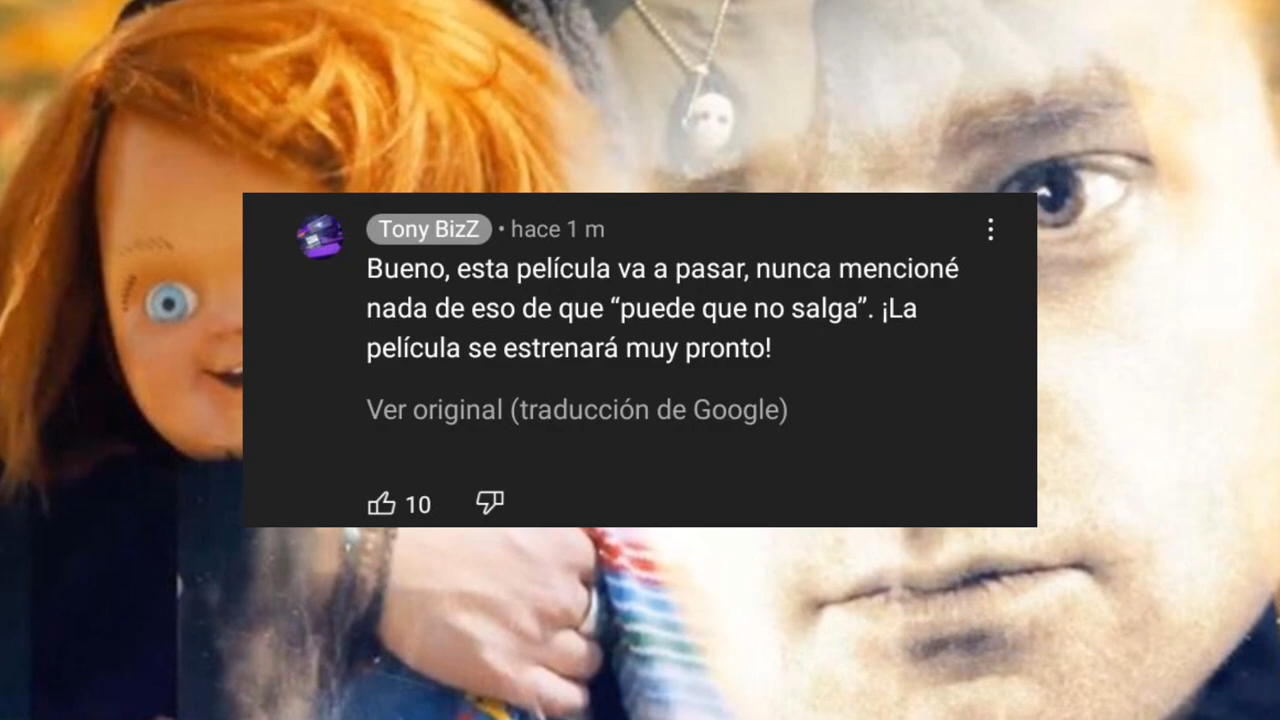 Tony BizZ • hace 1 m
Bueno, esta película va a pasar, nunca mencioné
nada de eso de que “puede que no salga”. ¡La
película se estrenará muy pronto!
Ver original (traducción de Google)
10